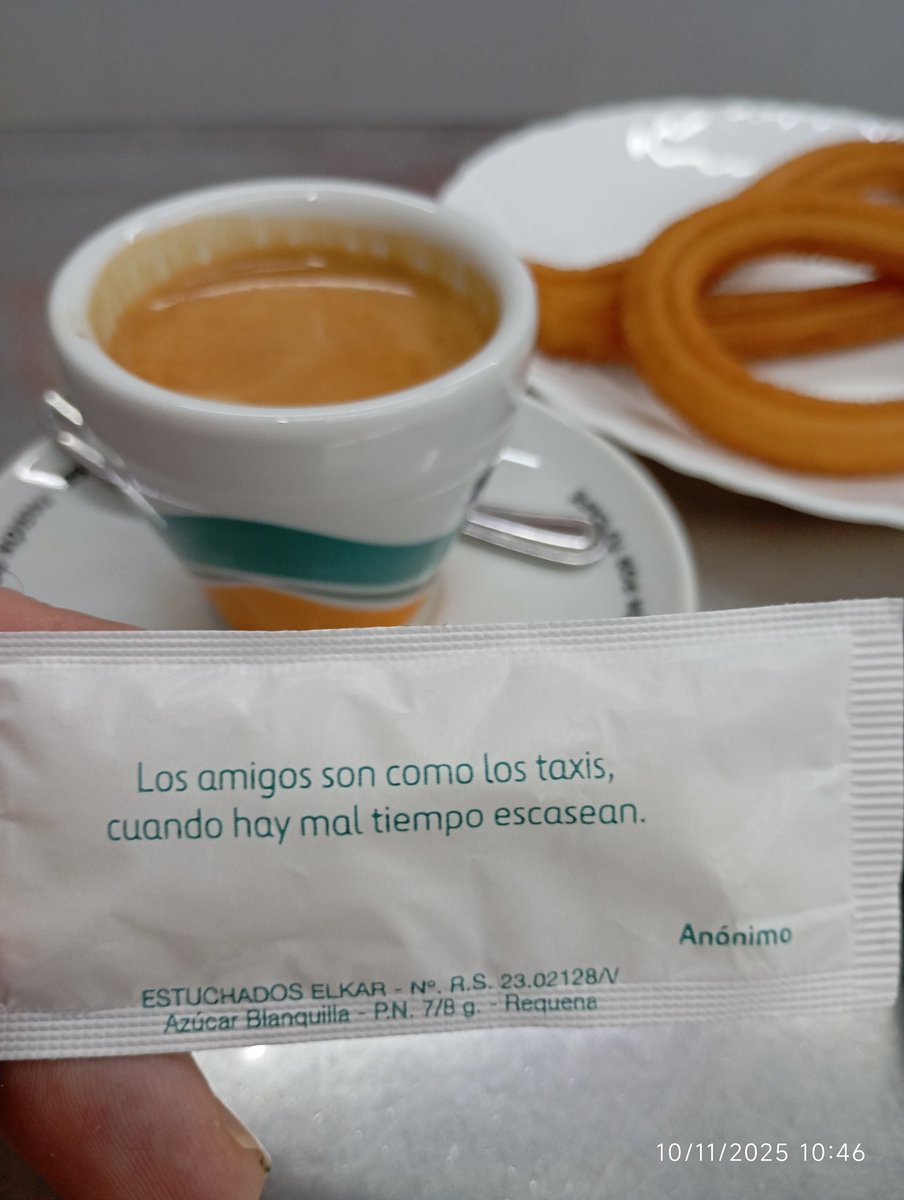 Los amigos son como los taxis,
cuando hay mal tiempo escasean.
Anónimo
ESTUCHADOS ELKAR - Nº. R.S. 23.02128/V
Azúcar Blanquilla - P.N. 7/8 g. - Requena
10/11/2025 10:46